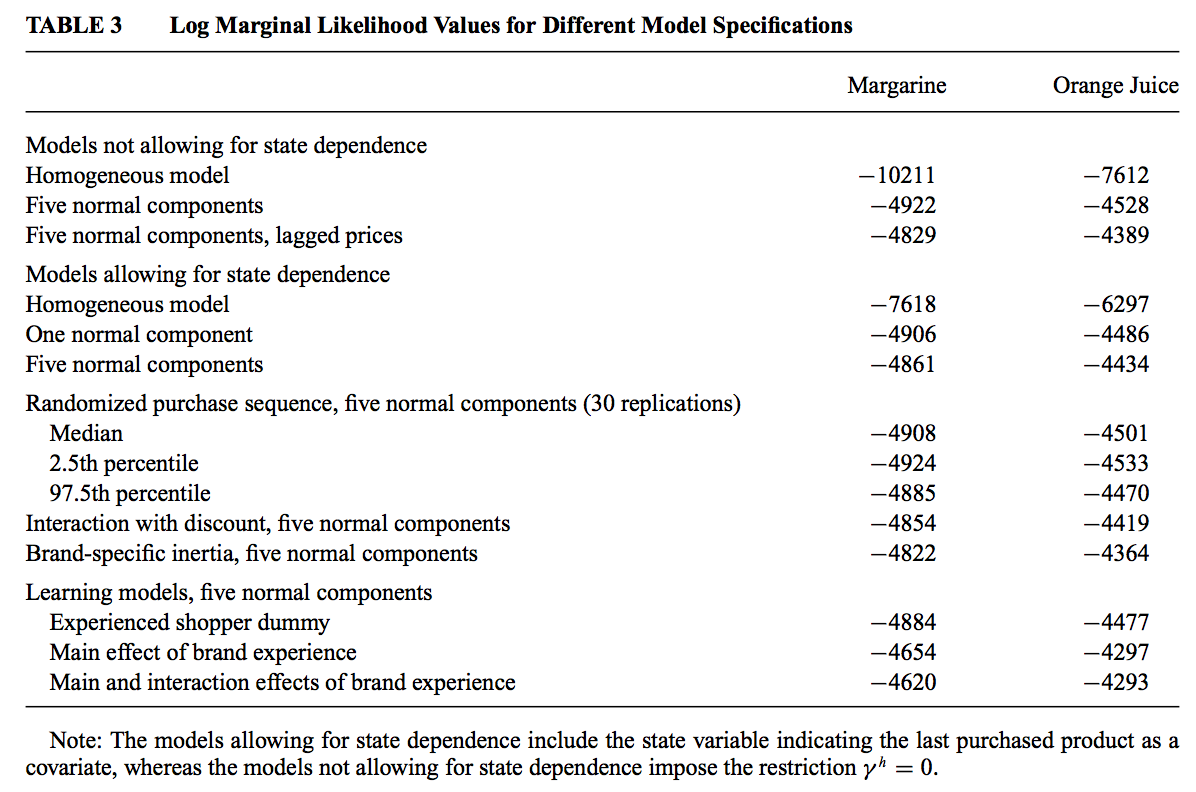 TABLE 3 Log Marginal Likelihood Values for Different Model Specifications
Margarine Orange Juice
Models not allowing for state dependence
Homogeneous model −10211 −7612
Five normal components −4922 −4528
Five normal components, lagged prices −4829 −4389
Models allowing for state dependence
Homogeneous model −7618 −6297
One normal component −4906 −4486
Five normal components −4861 −4434
Randomized purchase sequence, five normal components (30 replications)
Median −4908 −4501
2.5th percentile −4924 −4533
97.5th percentile −4885 −4470
Interaction with discount, five normal components −4854 −4419
Brand-specific inertia, five normal components −4822 −4364
Learning models, five normal components
Experienced shopper dummy −4884 −4477
Main effect of brand experience −4654 −4297
Main and interaction effects of brand experience −4620 −4293
Note: The models allowing for state dependence include the state variable indicating the last purchased product as a
covariate, whereas the models not allowing for state dependence impose the restriction γʰ = 0.